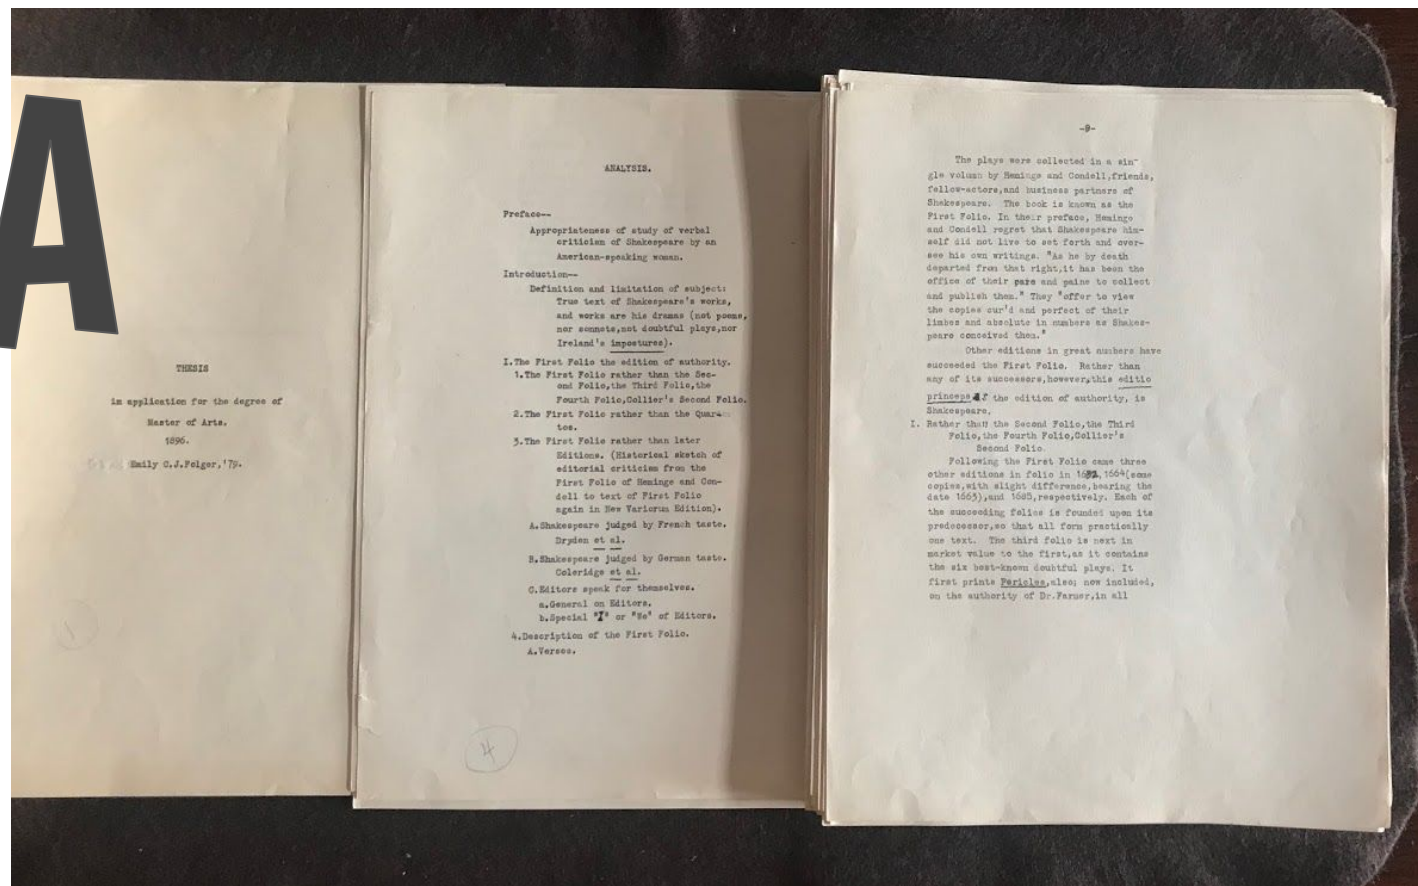 A
THESIS
in application for the degree of
Master of Arts.
1896.
Emily C.J.Folger,'79.
1
ANALYSIS.
Preface--
Appropriateness of study of verbal
criticism of Shakespeare by an
American-speaking woman.
Introduction--
Definition and limitation of subject:
True text of Shakespeare's works,
and works are his dramas (not poems,
nor sonnets,not doubtful plays,nor
Ireland's impostures).
I.The First Folio the edition of authority.
1.The First Folio rather than the Sec-
ond Folio,the Third Folio,the
Fourth Folio,Collier's Second Folio.
2.The First Folio rather than the Quar-
tos.
3.The First Folio rather than later
Editions. (Historical sketch of
editorial criticism from the
First Folio of Heminge and Con-
dell to text of First Folio
again in New Variorum Edition).
A.Shakespeare judged by French taste.
Dryden et al.
B.Shakespeare judged by German taste.
Coleridge et al.
C.Editors speak for themselves.
a.General on Editors.
b.Special "I" or "We" of Editors.
4.Description of the First Folio.
A.Verses.
4
-9-
The plays were collected in a sin-
gle volume by Heminge and Condell,friends,
fellow-actors,and business partners of
Shakespeare. The book is known as the
First Folio. In their preface, Heminge
and Condell regret that Shakespeare him-
self did not live to set forth and over-
see his own writings. "As he by death
departed from that right,it has been the
office of their care and paine to collect
and publish them." They "offer to view
the copies cur'd and perfect of their
limbes and absolute in numbers as Shakes-
peare conceived them."
Other editions in great numbers have
succeeded the First Folio. Rather than
any of its successors,however,this editio
princeps is the edition of authority, is
Shakespeare.
I. Rather than the Second Folio,the Third
Folio,the Fourth Folio,Collier's
Second Folio.
Following the First Folio came three
other editions in folio in 1632,1664(some
copies,with slight difference,bearing the
date 1663),and 1685,respectively. Each of
the succeeding folios is founded upon its
predecessor,so that all form practically
one text. The third folio is next in
market value to the first,as it contains
the six best-known doubtful plays. It
first prints Pericles,also; now included,
on the authority of Dr.Farmer,in all